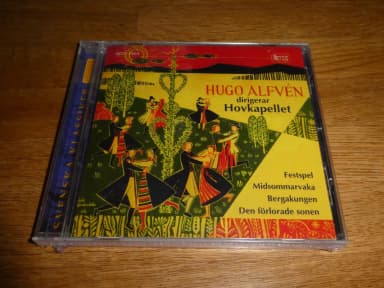 HUGO ALFVÉN
dirigerar
Hovkapellet
Festspel
Midsommarvaka
Bergakungen
Den förlorade sonen